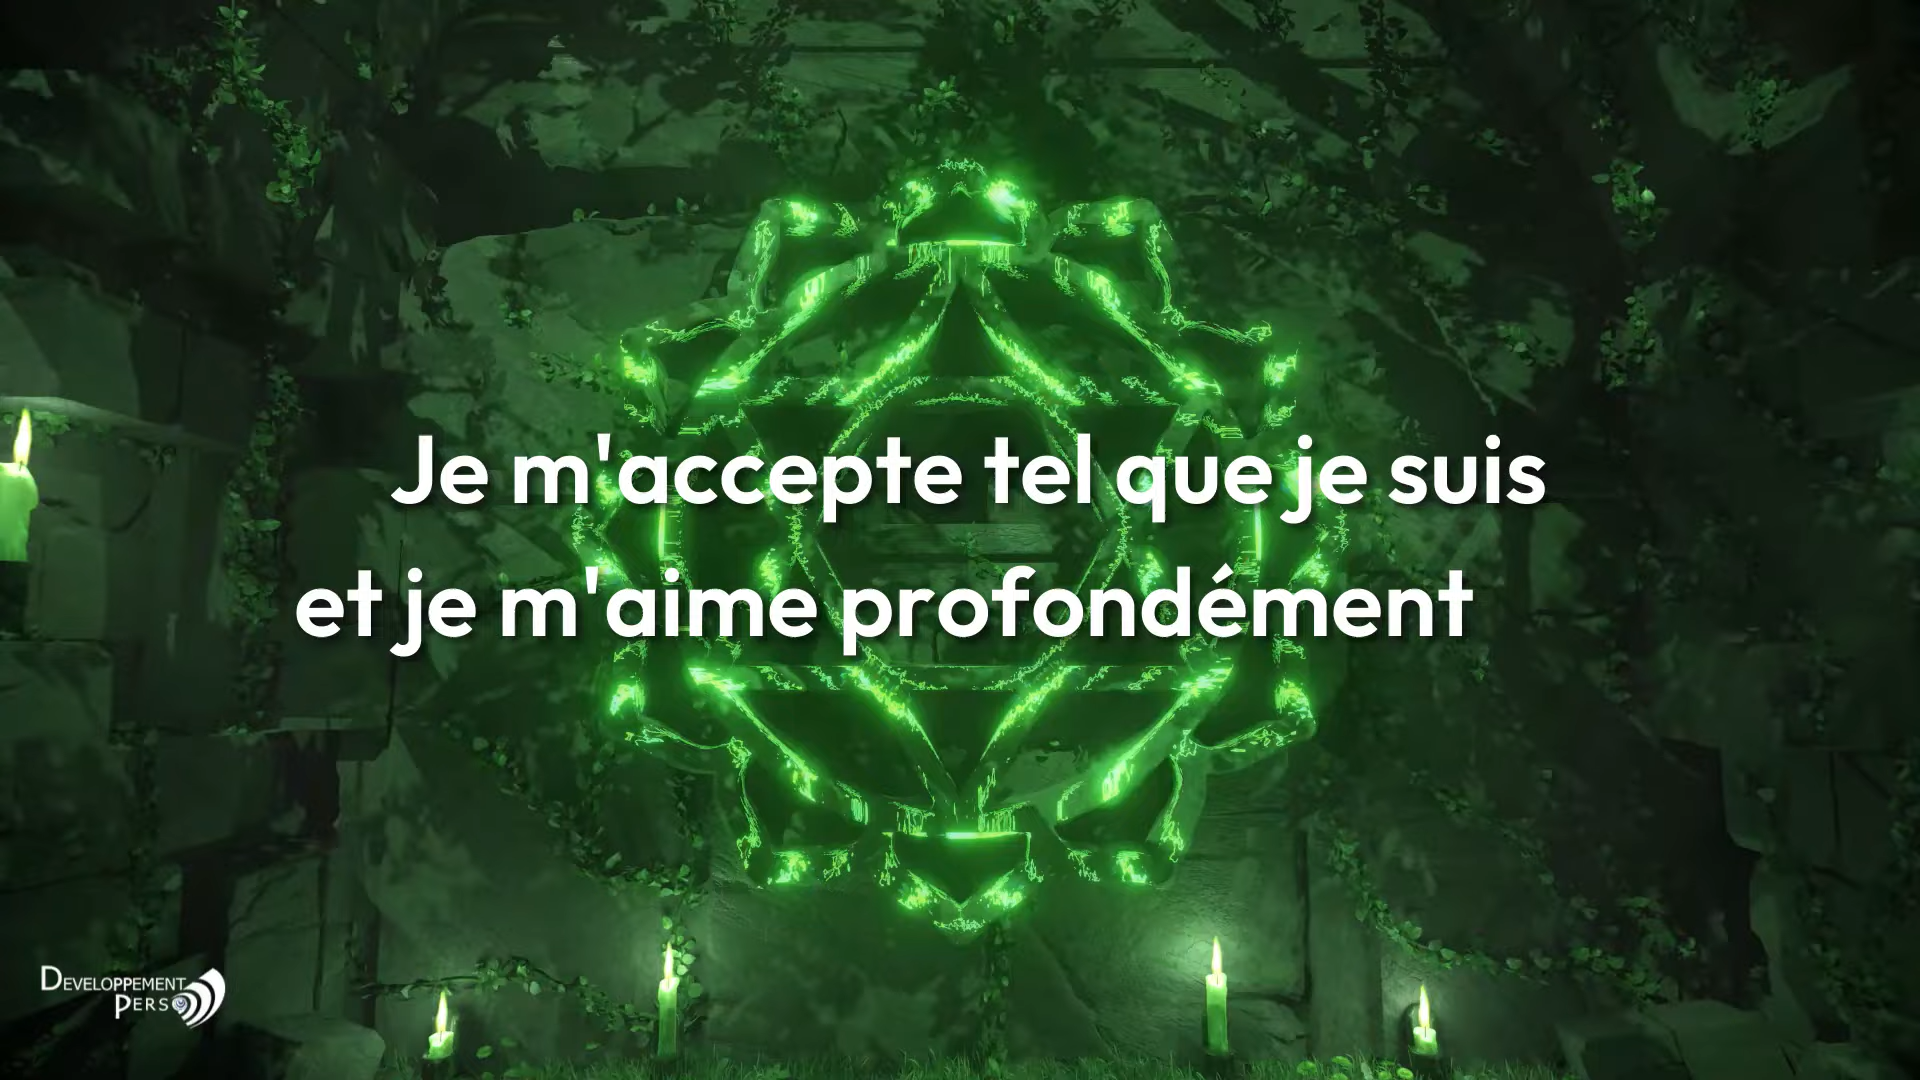 Je m'accepte tel que je suis
et je m'aime profondément
DEVELOPPEMENT
PERSO